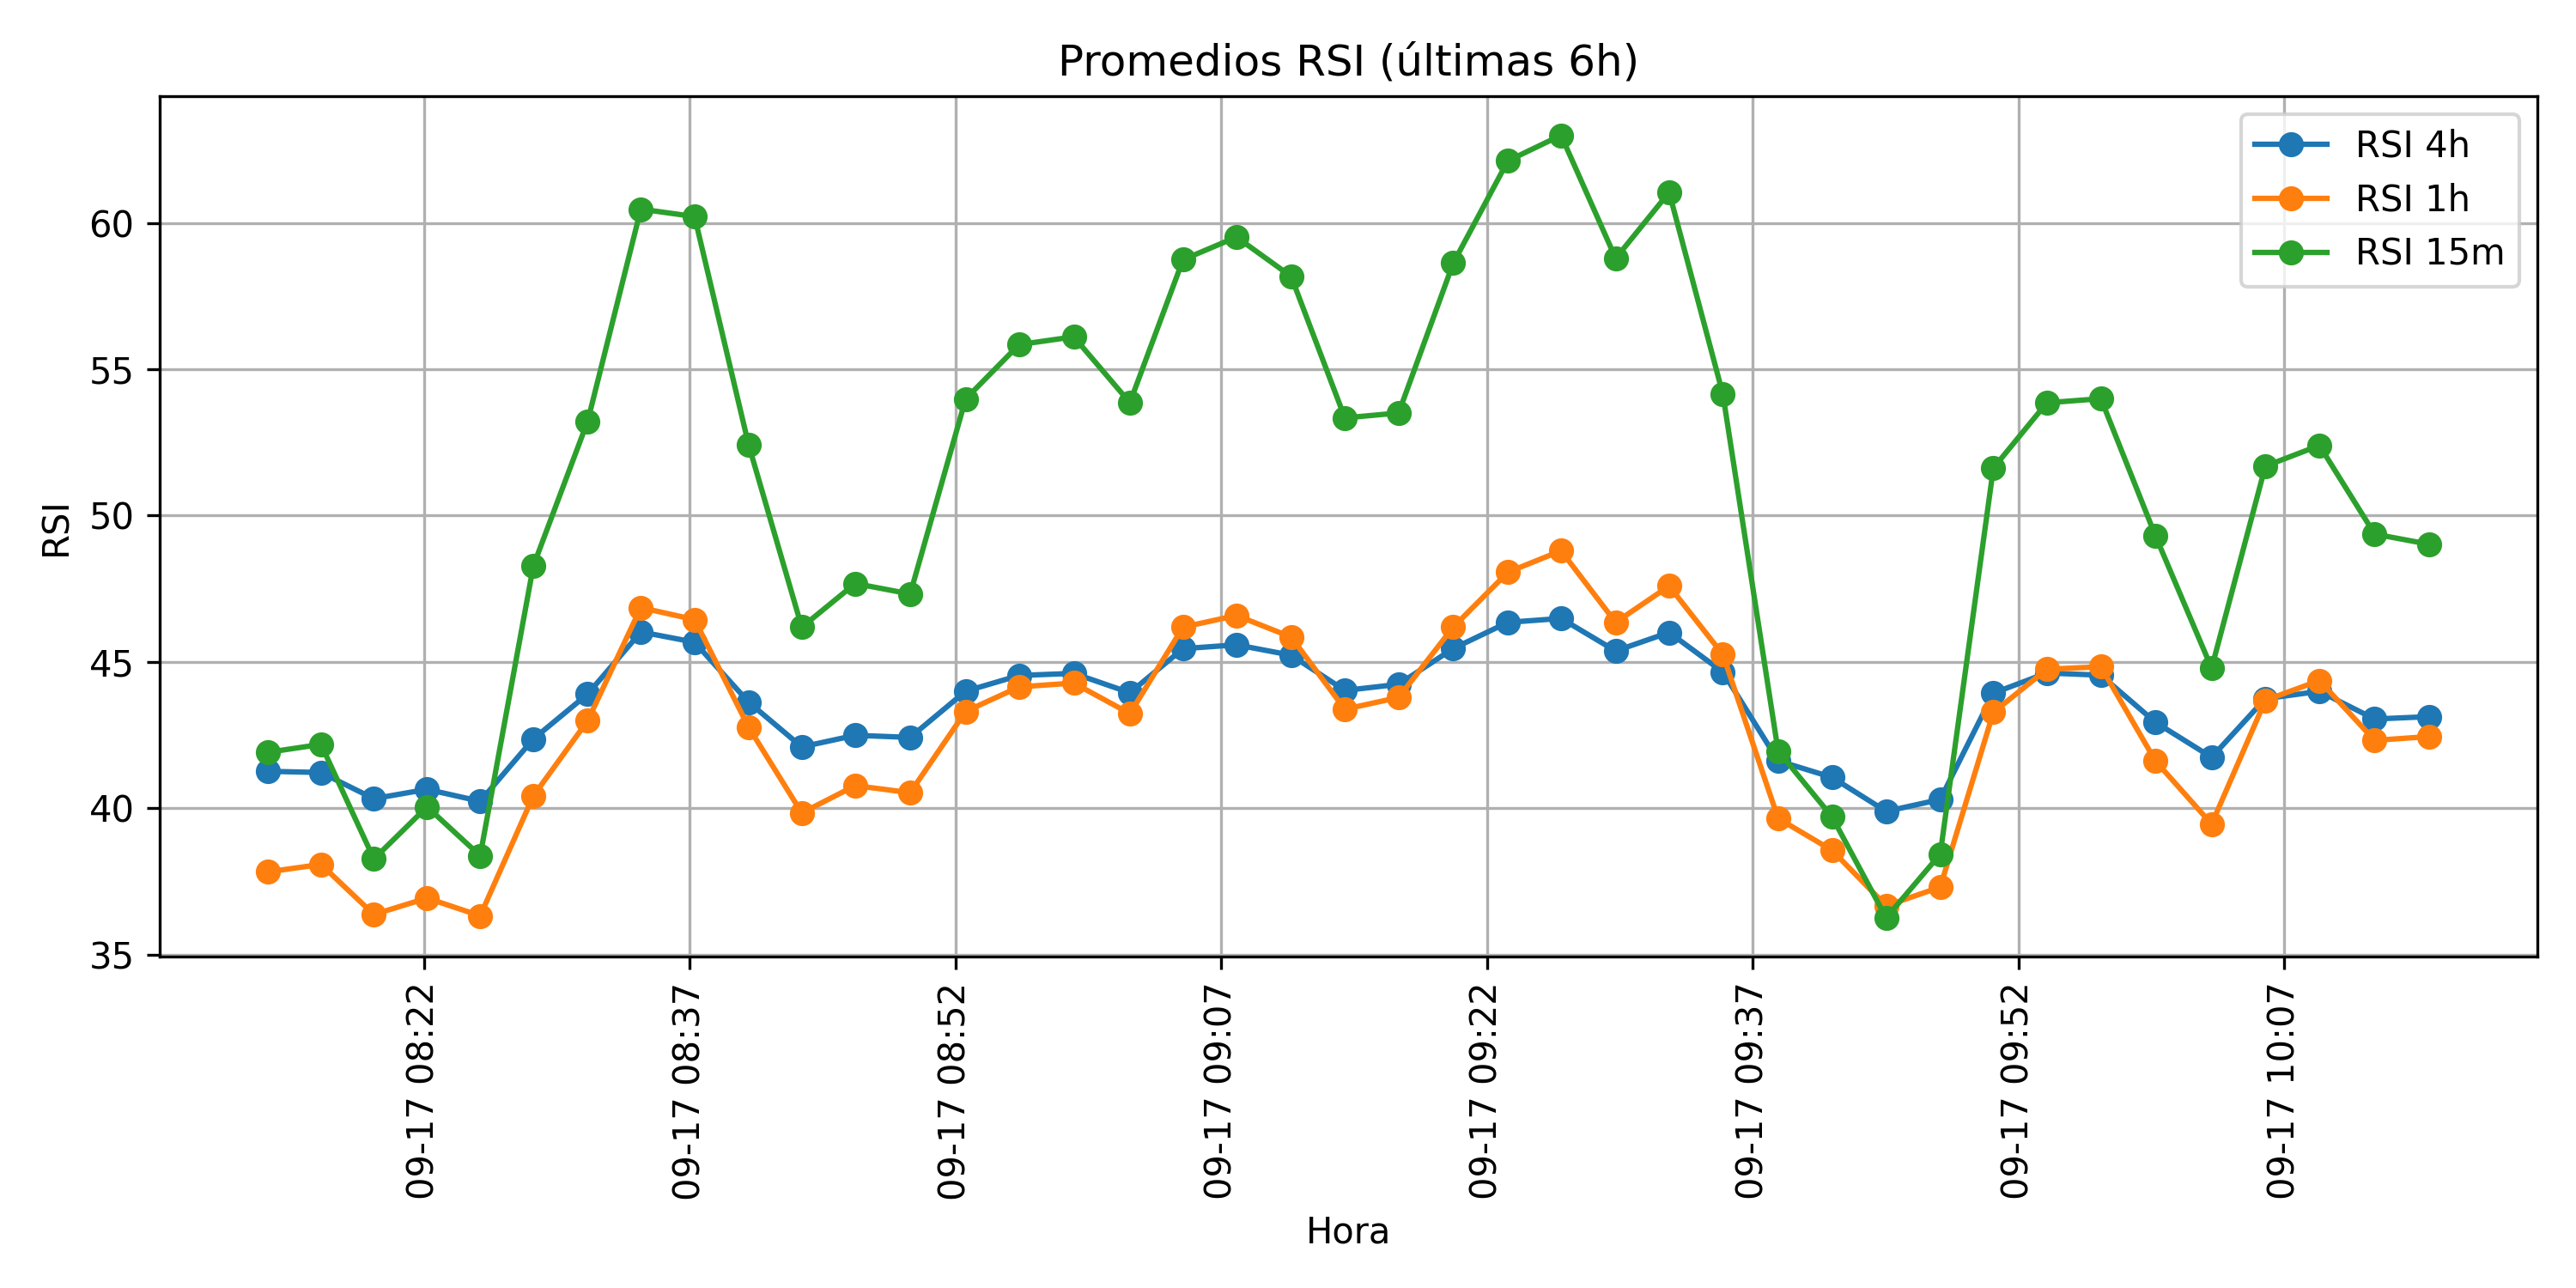 Promedios RSI (últimas 6h)
RSI 4h
RSI 1h
RSI 15m
RSI
60
55
50
45
40
35
09-17 08:22
09-17 08:37
09-17 08:52
09-17 09:07
09-17 09:22
09-17 09:37
09-17 09:52
09-17 10:07
Hora